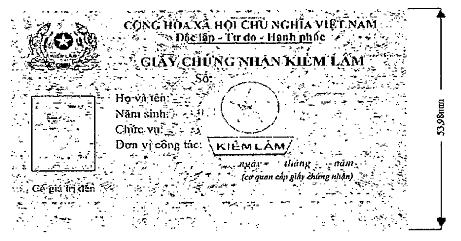 CỘNG HÒA XÃ HỘI CHỦ NGHĨA VIỆT NAM
Độc lập - Tự do - Hạnh phúc
GIẤY CHỨNG NHẬN KIỂM LÂM
Số:
Họ và tên:
Năm sinh:
Chức vụ:
Đơn vị công tác:
KIỂM LÂM
ngày tháng năm
(cơ quan cấp giấy chứng nhận)
Có giá trị đến
53,98mm